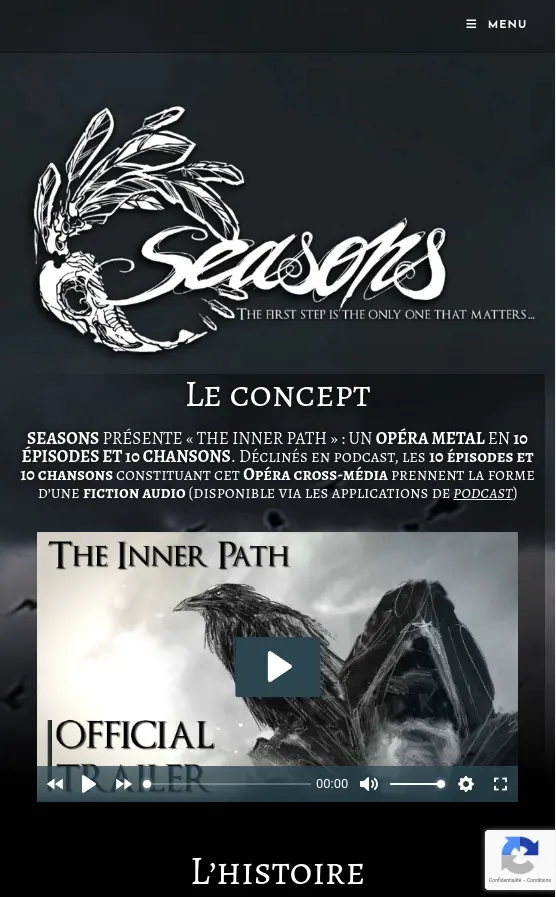 MENU
Seasons
The first step is the only one that matters...
Le concept
SEASONS PRÉSENTE « THE INNER PATH » : UN OPÉRA METAL EN 10
ÉPISODES ET 10 CHANSONS. Déclinés en podcast, les 10 épisodes et
10 chansons constituant cet Opéra cross-média prennent la forme
d'une fiction audio (disponible via les applications de podcast)
The Inner Path
OFFICIAL
TRAILER
00:00
L'histoire
Confidentialité - Conditions